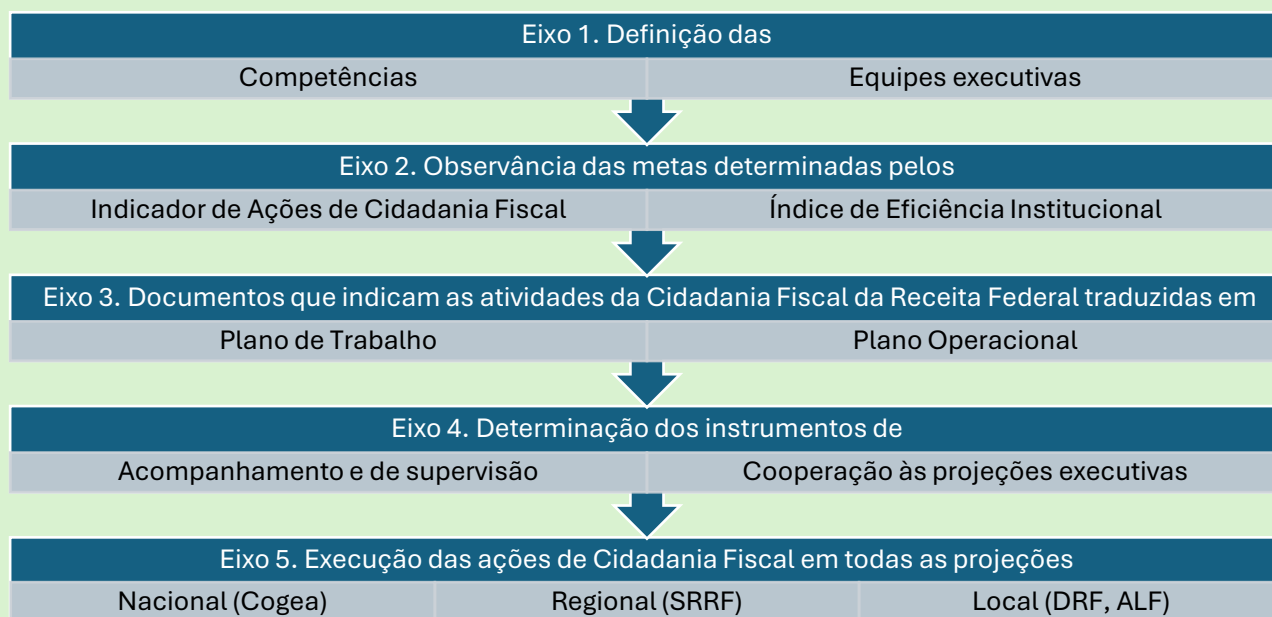 Eixo 1. Definição das
Competências
Equipes executivas
Eixo 2. Observância das metas determinadas pelos
Indicador de Ações de Cidadania Fiscal
Índice de Eficiência Institucional
Eixo 3. Documentos que indicam as atividades da Cidadania Fiscal da Receita Federal traduzidas em
Plano de Trabalho
Plano Operacional
Eixo 4. Determinação dos instrumentos de
Acompanhamento e de supervisão
Cooperação às projeções executivas
Eixo 5. Execução das ações de Cidadania Fiscal em todas as projeções
Nacional (Cogea)
Regional (SRRF)
Local (DRF, ALF)